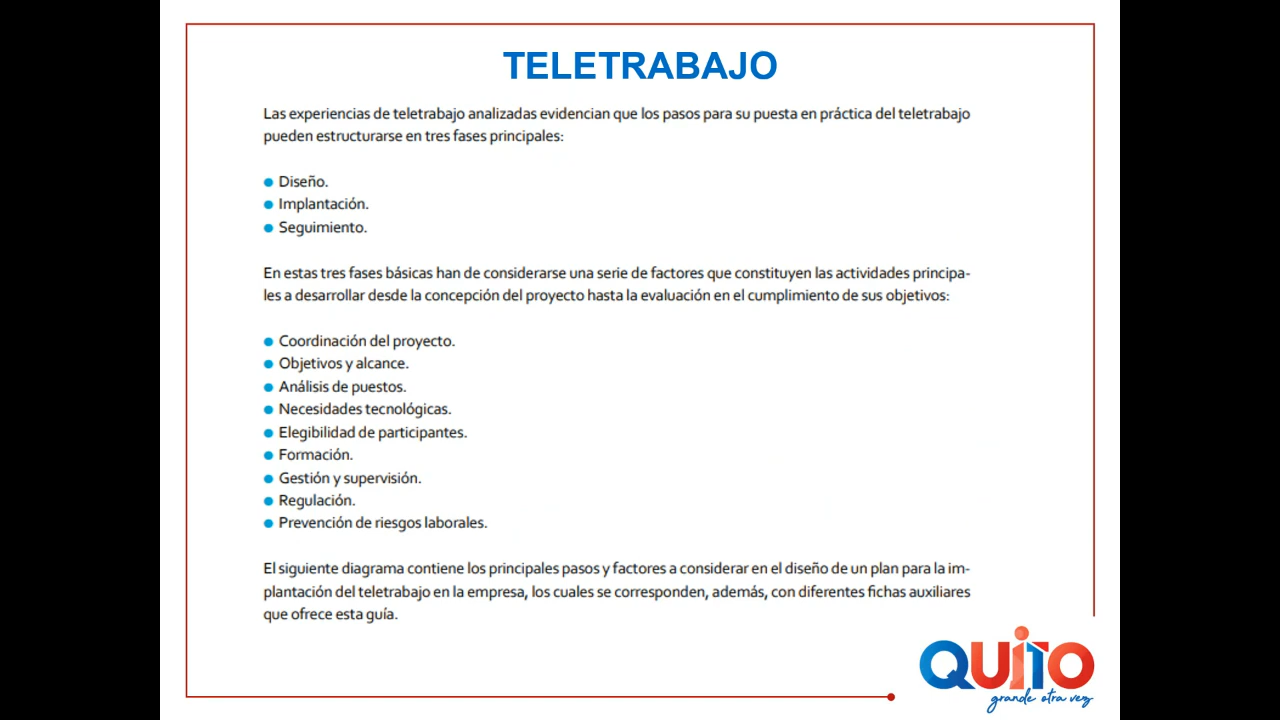 TELETRABAJO
Las experiencias de teletrabajo analizadas evidencian que los pasos para su puesta en práctica del teletrabajo
pueden estructurarse en tres fases principales:
● Diseño.
● Implantación.
● Seguimiento.
En estas tres fases básicas han de considerarse una serie de factores que constituyen las actividades principa-
les a desarrollar desde la concepción del proyecto hasta la evaluación en el cumplimiento de sus objetivos:
● Coordinación del proyecto.
● Objetivos y alcance.
● Análisis de puestos.
● Necesidades tecnológicas.
● Elegibilidad de participantes.
● Formación.
● Gestión y supervisión.
● Regulación.
● Prevención de riesgos laborales.
El siguiente diagrama contiene los principales pasos y factores a considerar en el diseño de un plan para la im-
plantación del teletrabajo en la empresa, los cuales se corresponden, además, con diferentes fichas auxiliares
que ofrece esta guía.
QUITO
grande otra vez